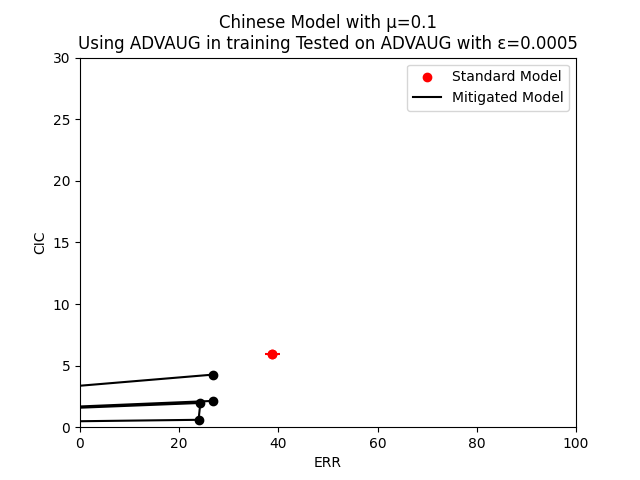 Chinese Model with μ=0.1
Using ADVAUG in training Tested on ADVAUG with ε=0.0005
Standard Model
Mitigated Model
CIC
30
25
20
15
10
5
0
0 20 40 60 80 100
ERR